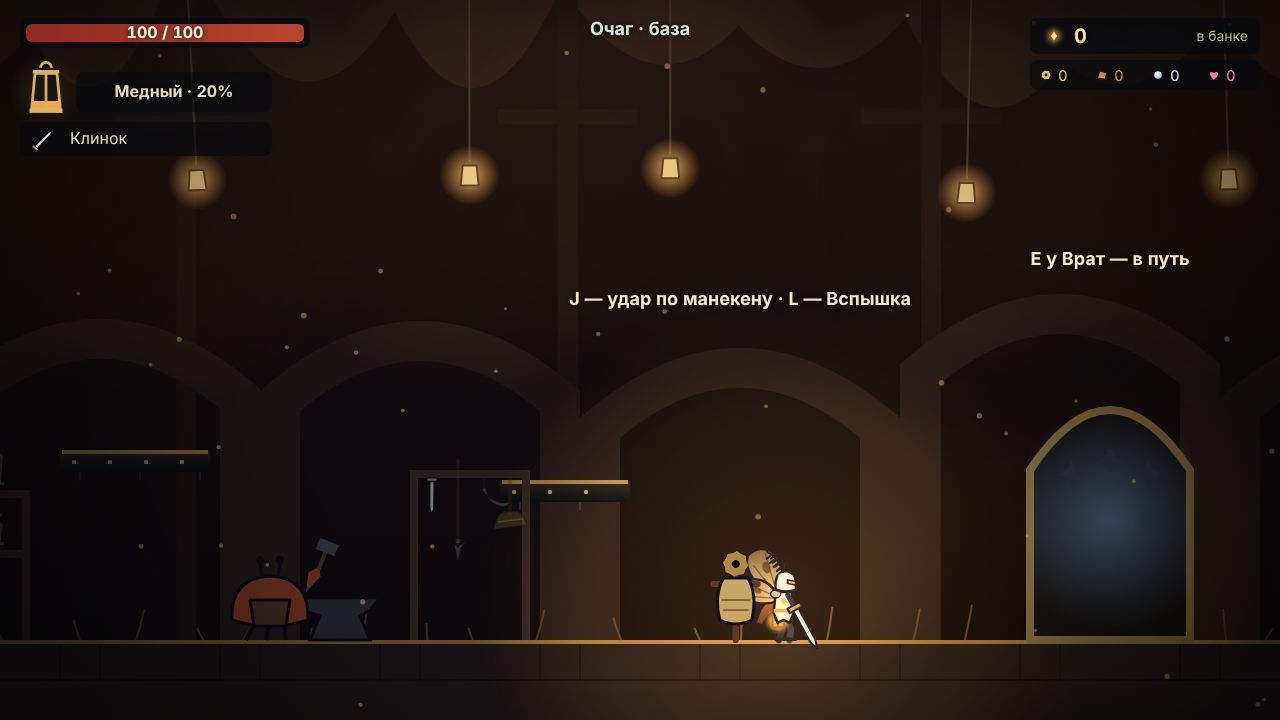 100 / 100
Очаг · база
0 в банке
0 0 0 0
Медный · 20%
Клинок
E у Врат — в путь
J — удар по манекену · L — Вспышка